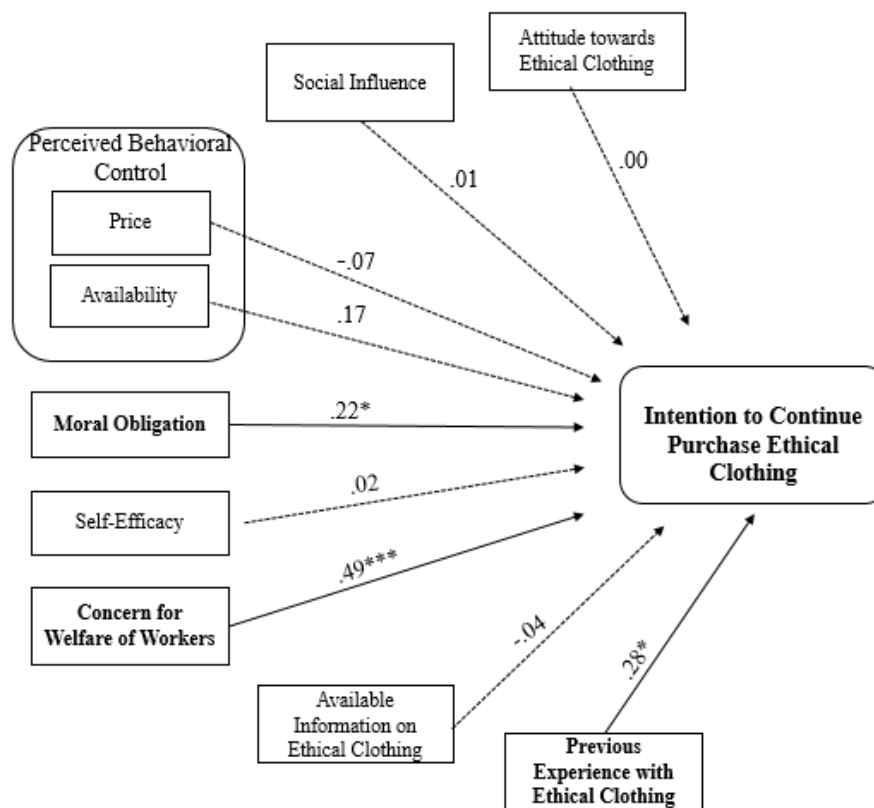 Attitude towards
Ethical Clothing
Social Influence
.00
.01
Perceived Behavioral
Control
Price
-.07
Availability
.17
Moral Obligation
.22*
Intention to Continue
Purchase Ethical
Clothing
Self-Efficacy
.02
.49***
Concern for
Welfare of Workers
-.04
.28*
Available
Information on
Ethical Clothing
Previous
Experience with
Ethical Clothing